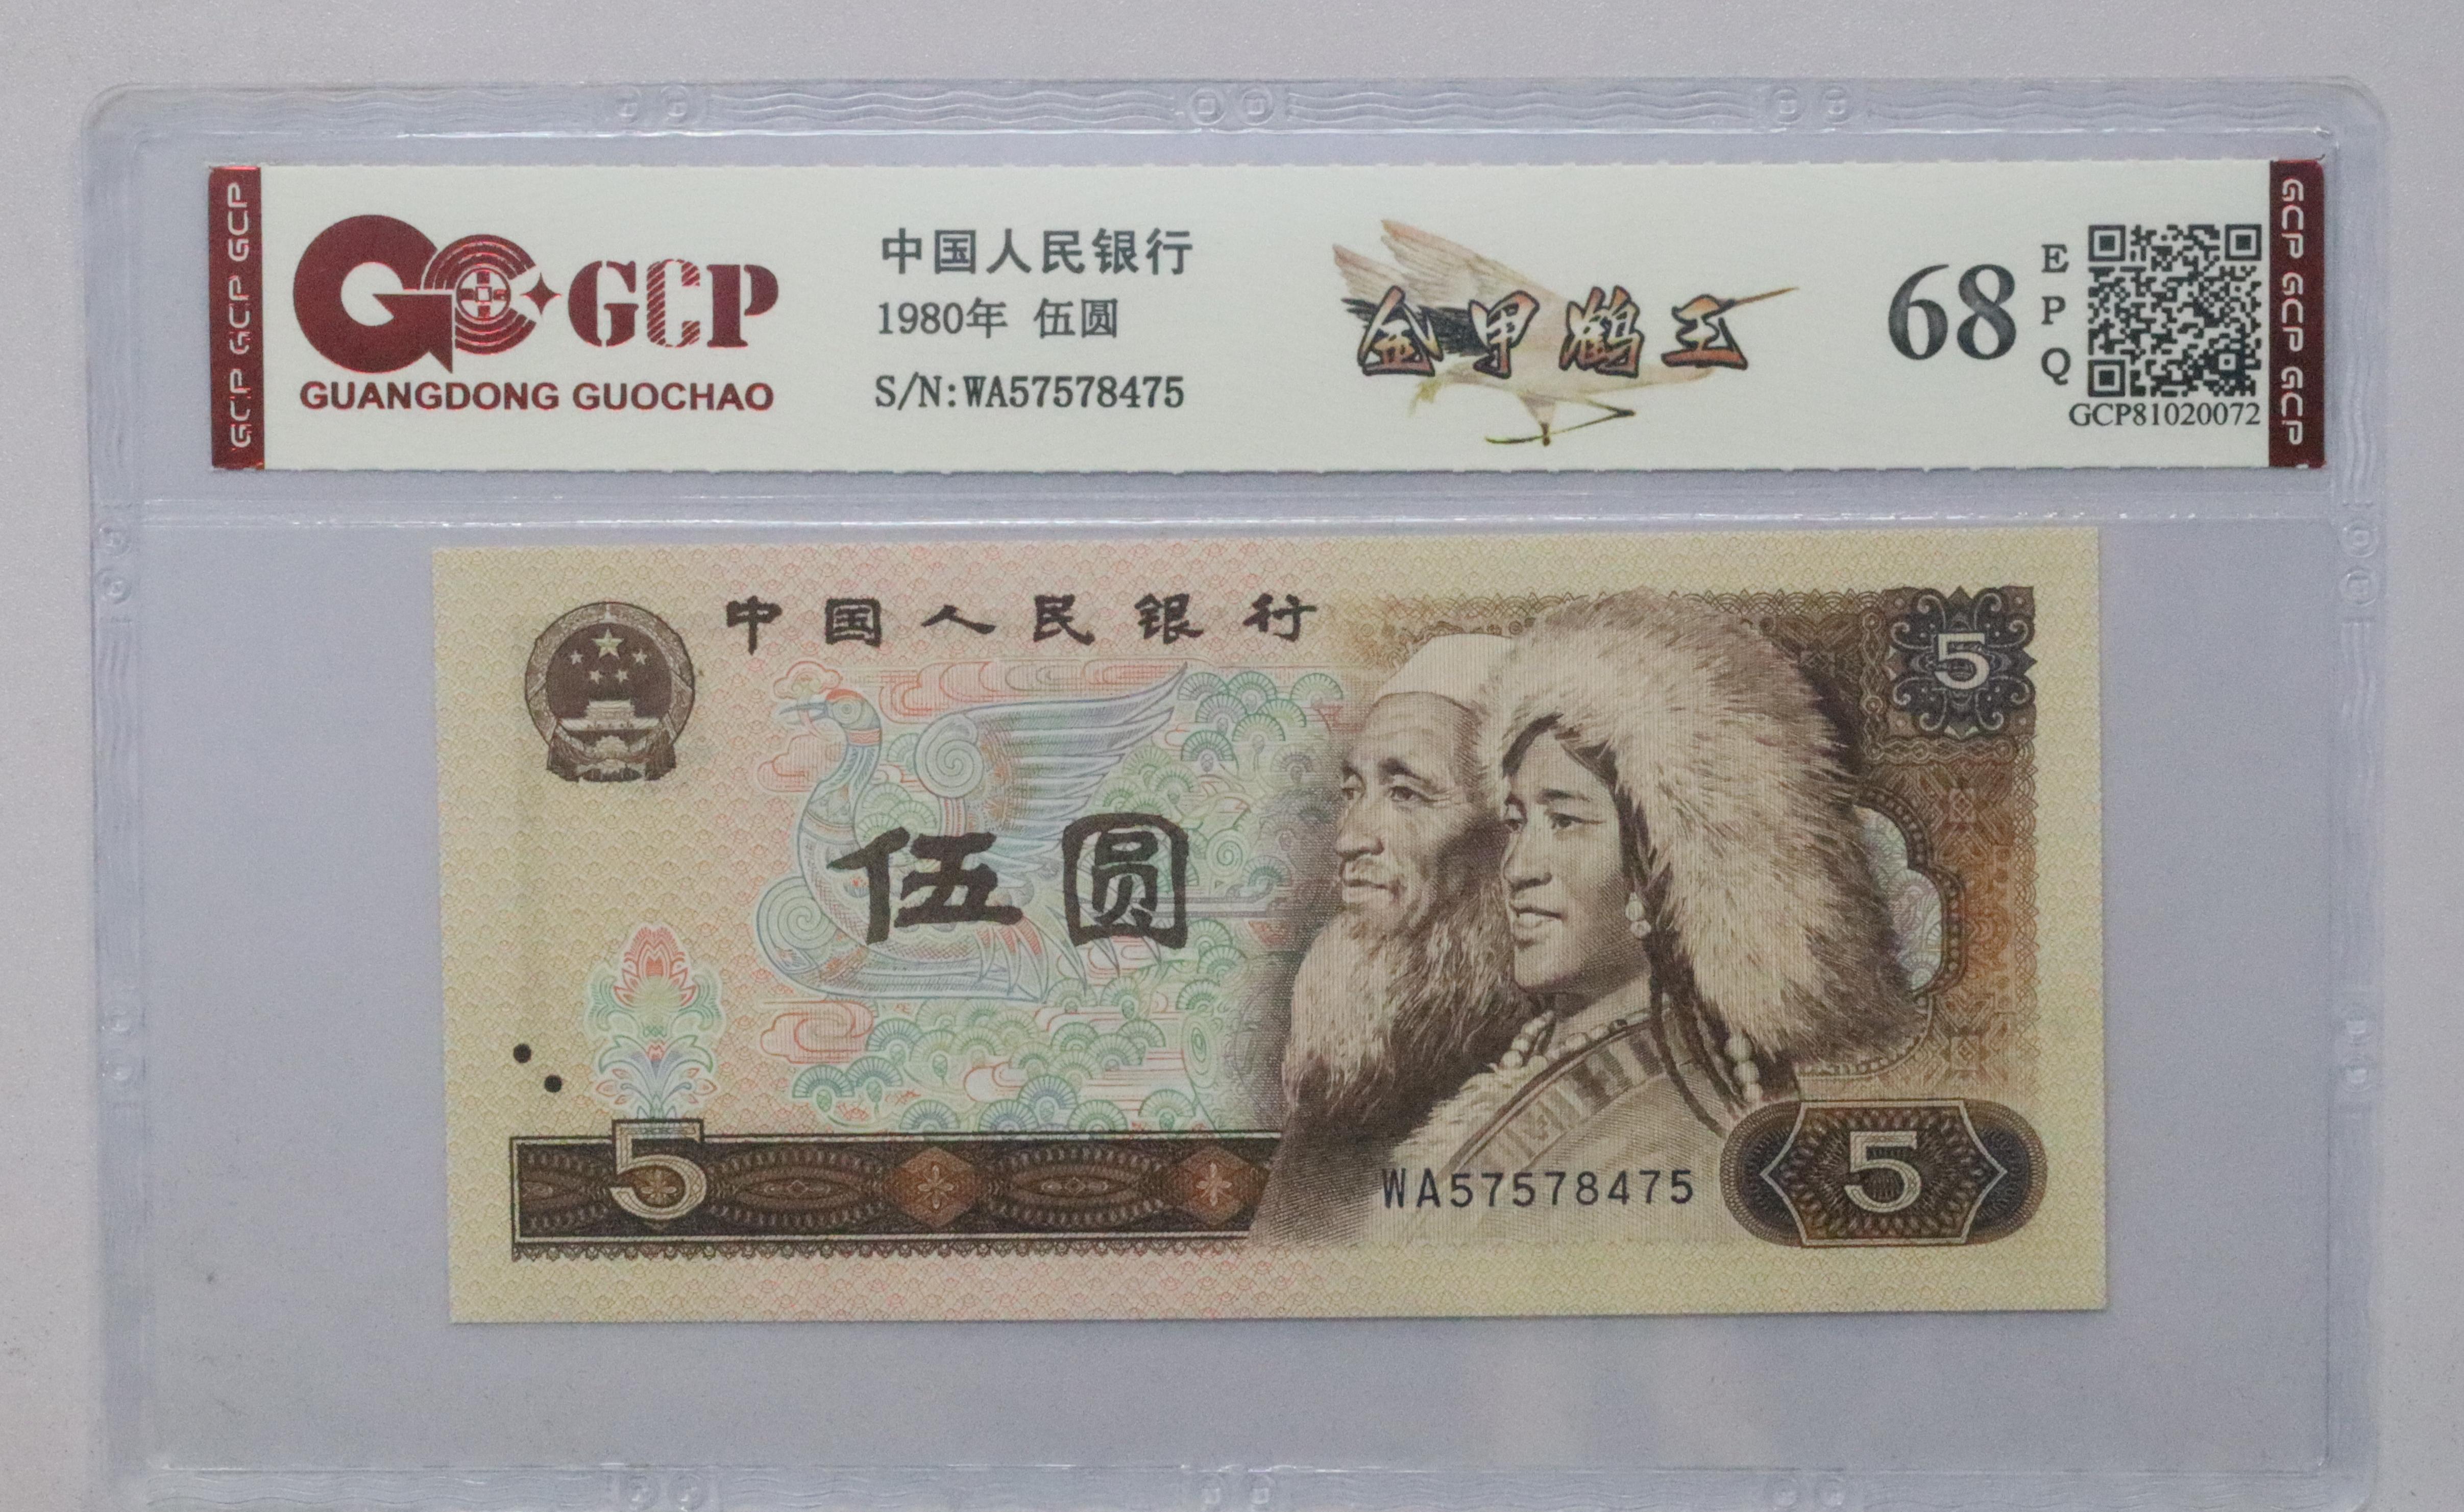 GCP GCP GCP
GCP
GUANGDONG GUOCHAO
中国人民银行
1980年 伍圆
S/N:WA57578475
金甲鹤王
68
E
P
Q
GCP81020072
GCP GCP GCP GCP
中国人民银行
5
伍圆
5
WA57578475
5